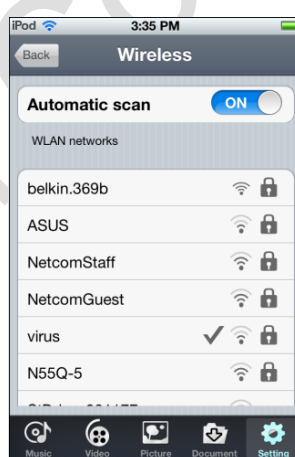 iPod 3:35 PM
Back Wireless
Automatic scan ON
WLAN networks
belkin.369b
ASUS
NetcomStaff
NetcomGuest
virus
N55Q-5
Music Video Picture Document Setting